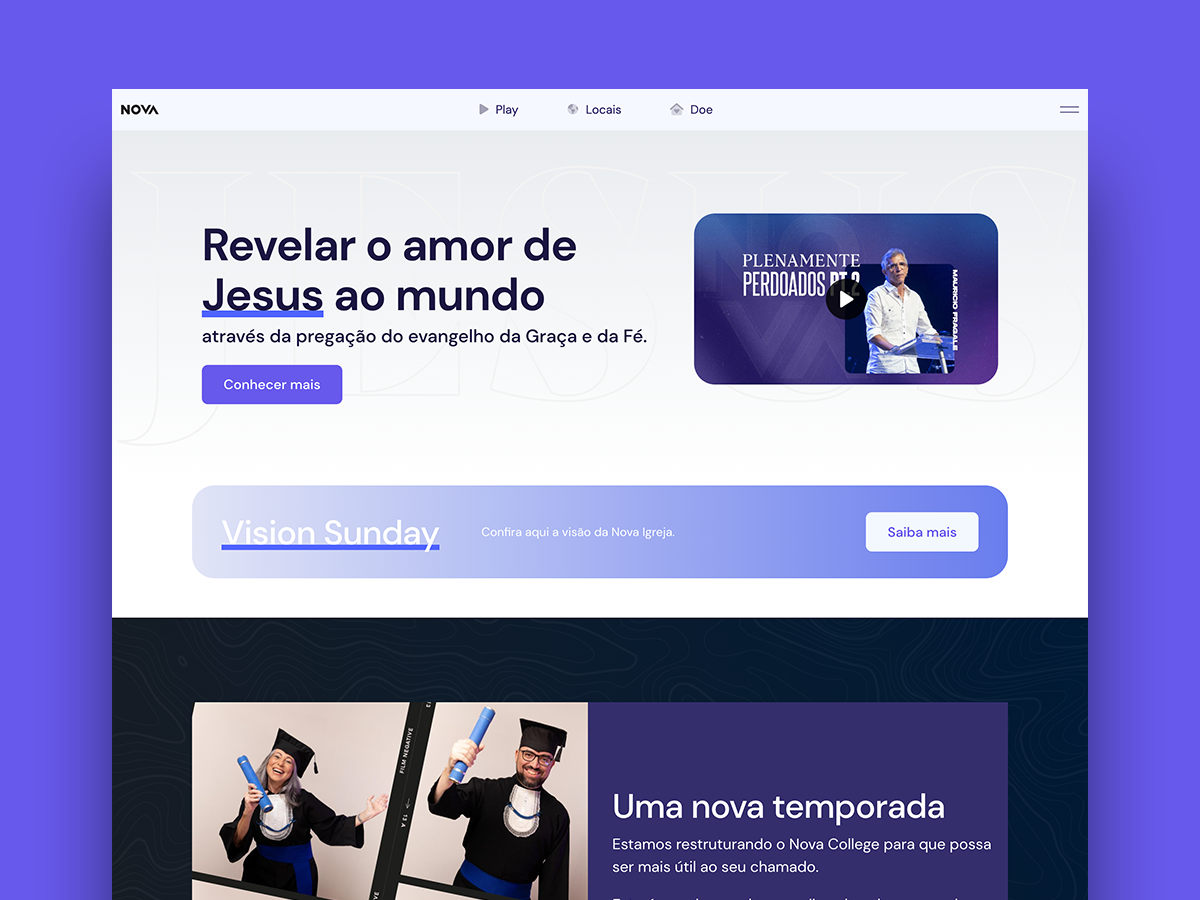 NOVA
Play
Locais
Doe
JESUS
Revelar o amor de
Jesus ao mundo
através da pregação do evangelho da Graça e da Fé.
Conhecer mais
PLENAMENTE
PERDOADOS PT.2
MAURICIO FRAGALE
Vision Sunday
Confira aqui a visão da Nova Igreja.
Saiba mais
FILM NEGATIVE
13 A
Uma nova temporada
Estamos restruturando o Nova College para que possa
ser mais útil ao seu chamado.